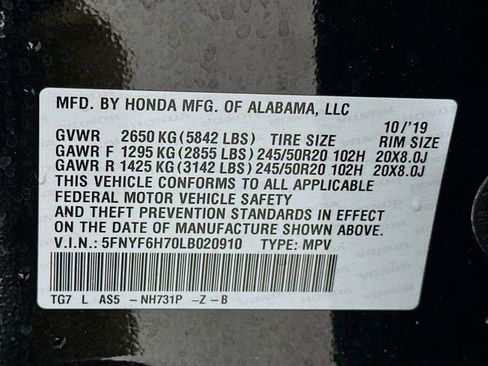 MFD. BY HONDA MFG. OF ALABAMA, LLC
10/'19
GVWR 2650 KG (5842 LBS) TIRE SIZE RIM SIZE
GAWR F 1295 KG (2855 LBS) 245/50R20 102H 20X8.0J
GAWR R 1425 KG (3142 LBS) 245/50R20 102H 20X8.0J
THIS VEHICLE CONFORMS TO ALL APPLICABLE
FEDERAL MOTOR VEHICLE SAFETY
AND THEFT PREVENTION STANDARDS IN EFFECT
ON THE DATE OF MANUFACTURE SHOWN ABOVE.
V.I.N.: 5FNYF6H70LB020910 TYPE: MPV
TG7 L AS5 -NH731P -Z -B